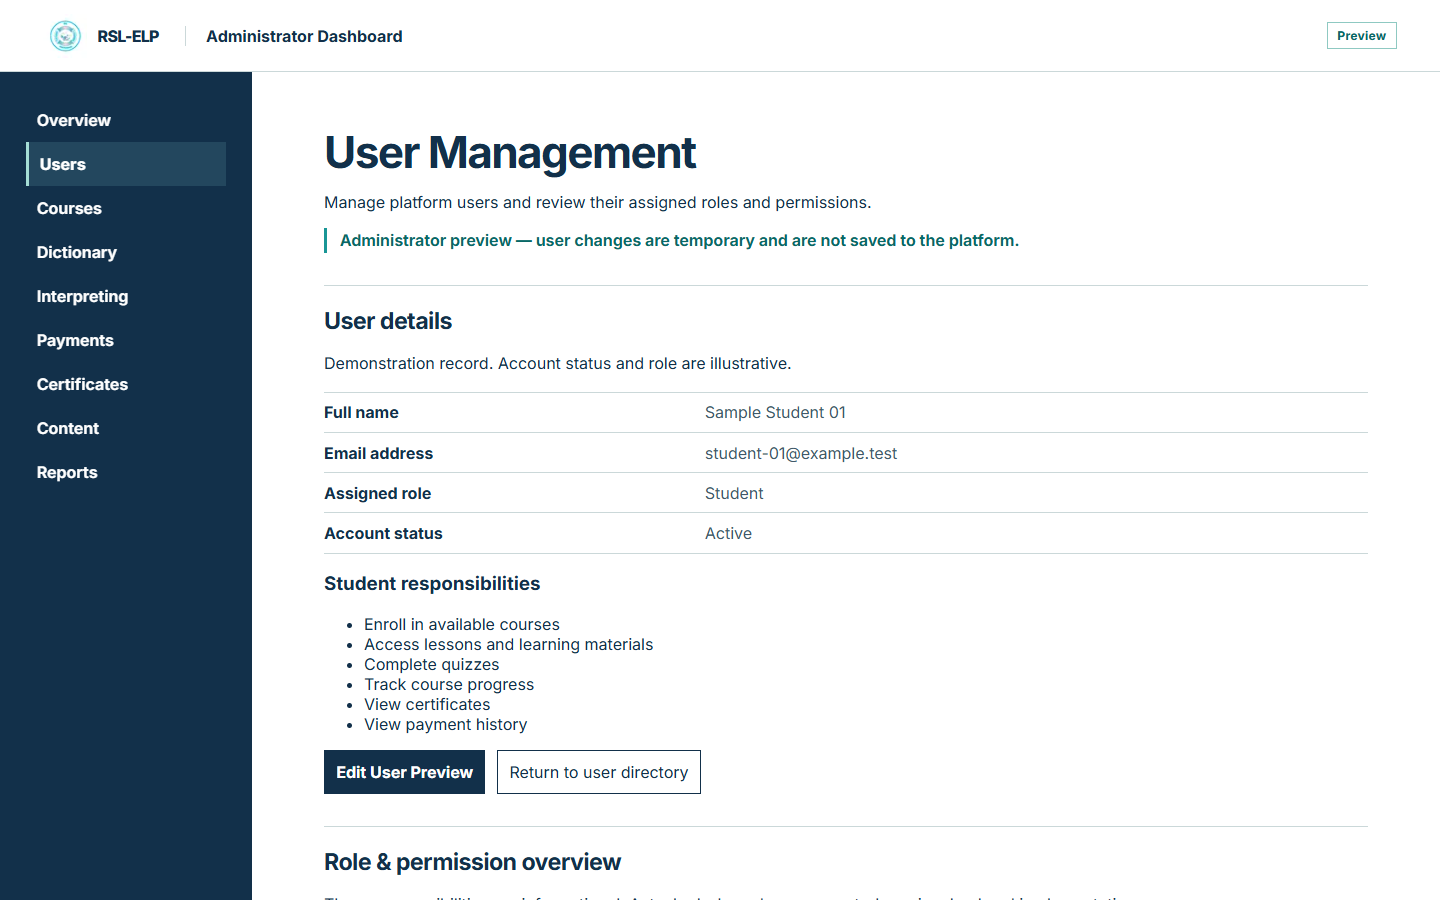 RSL-ELP
Administrator Dashboard
Preview
Overview
Users
Courses
Dictionary
Interpreting
Payments
Certificates
Content
Reports
User Management
Manage platform users and review their assigned roles and permissions.
Administrator preview — user changes are temporary and are not saved to the platform.
User details
Demonstration record. Account status and role are illustrative.
Full name Sample Student 01
Email address student-01@example.test
Assigned role Student
Account status Active
Student responsibilities
• Enroll in available courses
• Access lessons and learning materials
• Complete quizzes
• Track course progress
• View certificates
• View payment history
Edit User Preview
Return to user directory
Role & permission overview